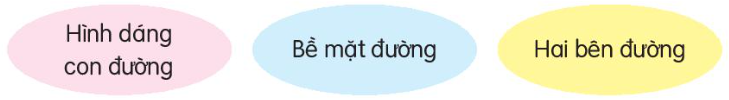 Hình dáng
con đường
Bề mặt đường
Hai bên đường